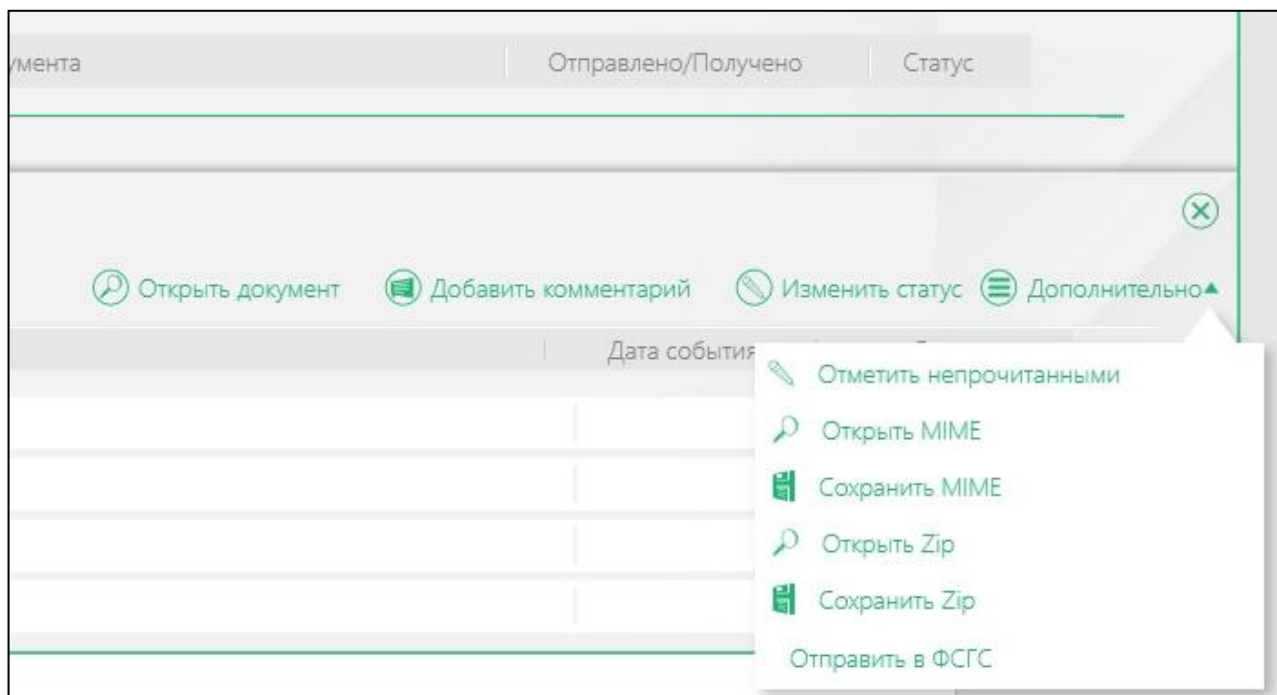 умента Отправлено/Получено Статус
Открыть документ Добавить комментарий Изменить статус Дополнительно
Дата события
Отметить непрочитанными
Открыть MIME
Сохранить MIME
Открыть Zip
Сохранить Zip
Отправить в ФСГС